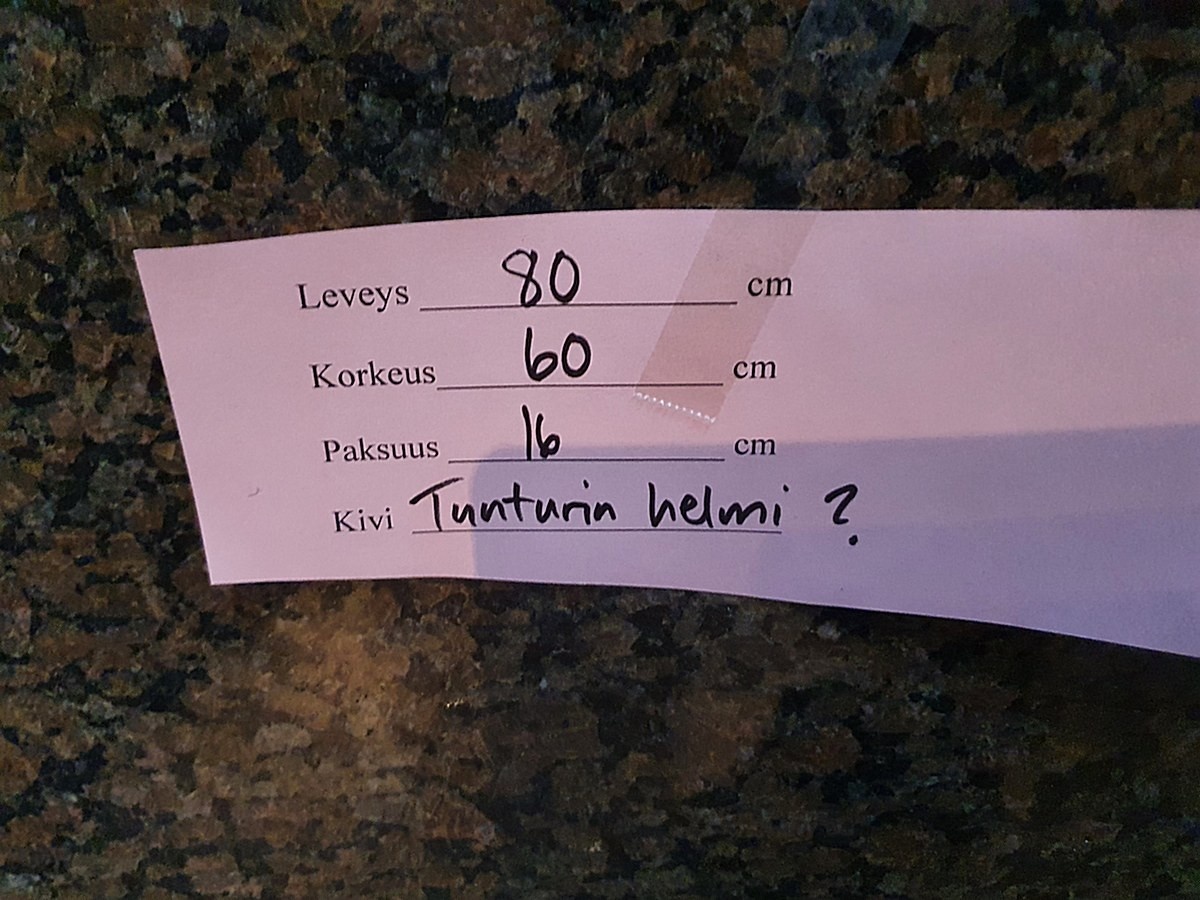 Leveys 80 cm
Korkeus 60 cm
Paksuus 16 cm
Kivi Tunturin helmi ?